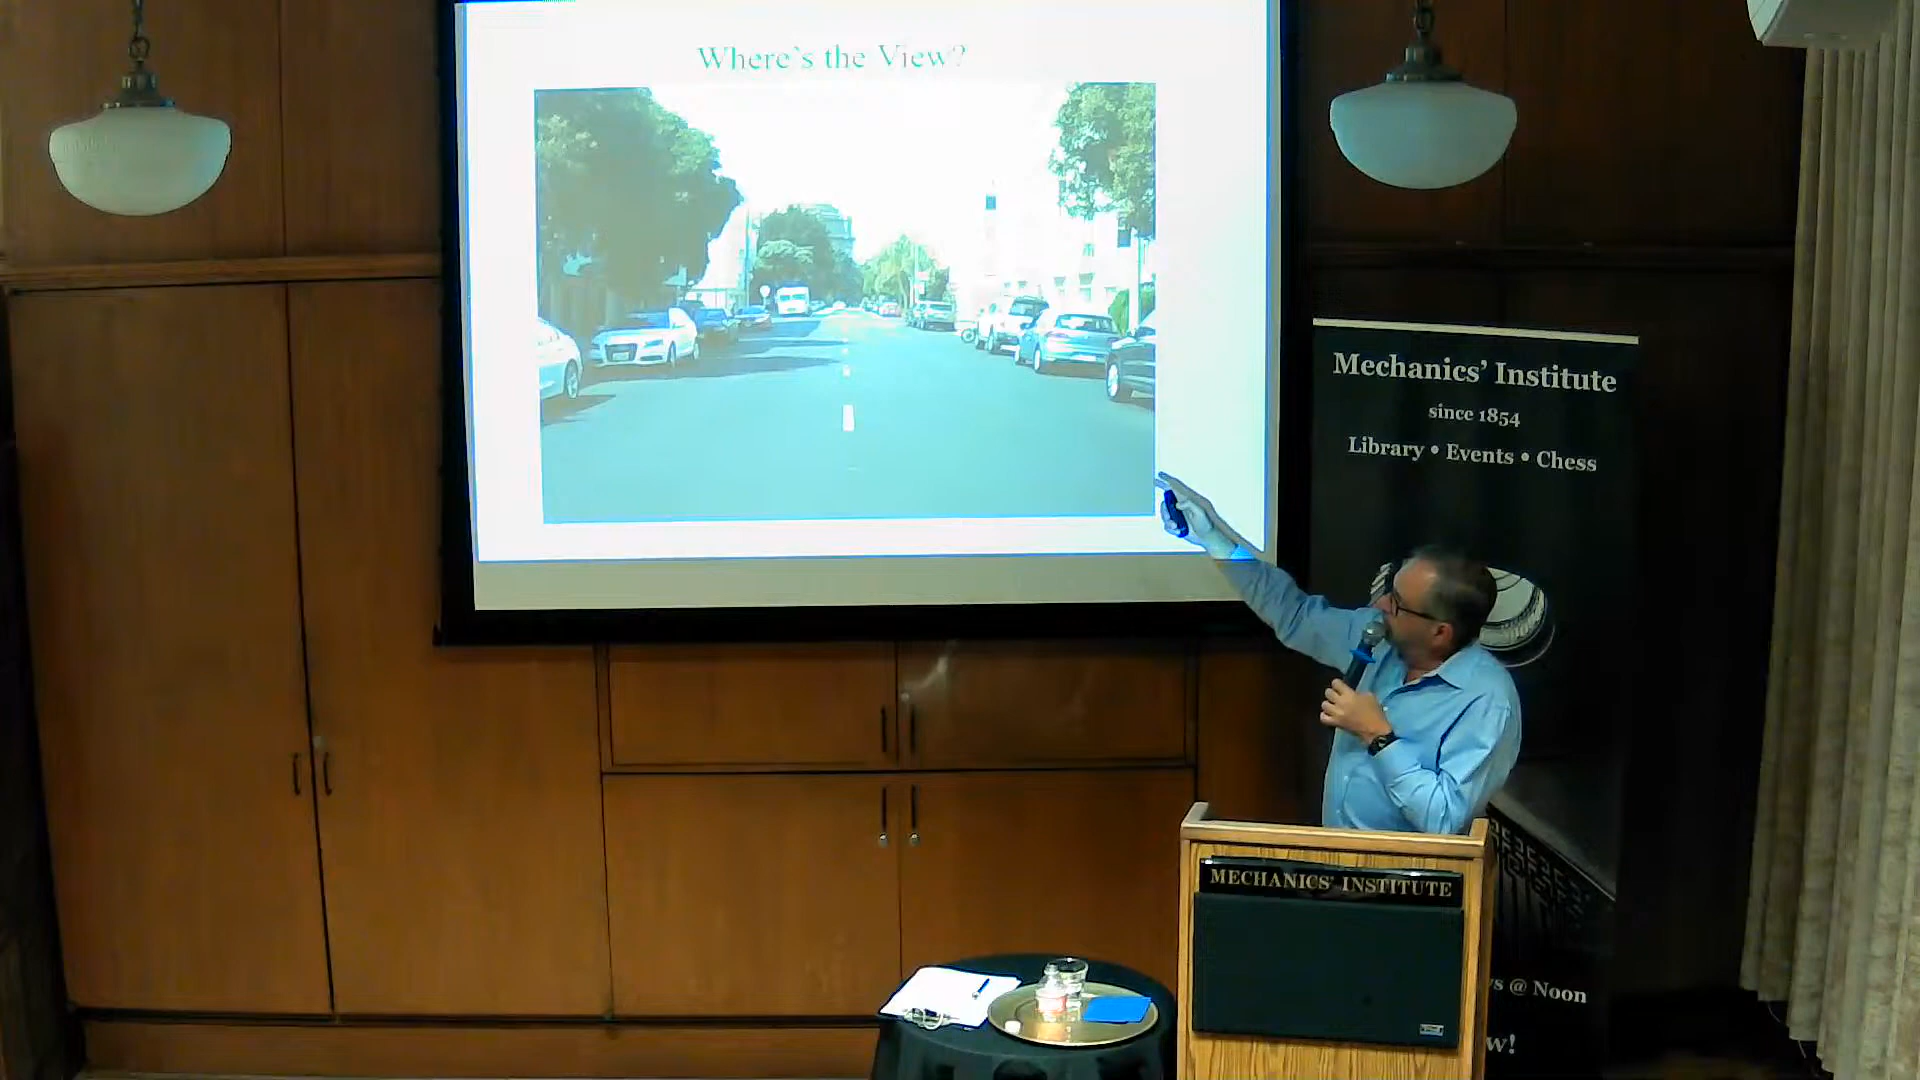 Where's the View?
Mechanics' Institute
since 1854
Library • Events • Chess
MECHANICS' INSTITUTE
@ Noon